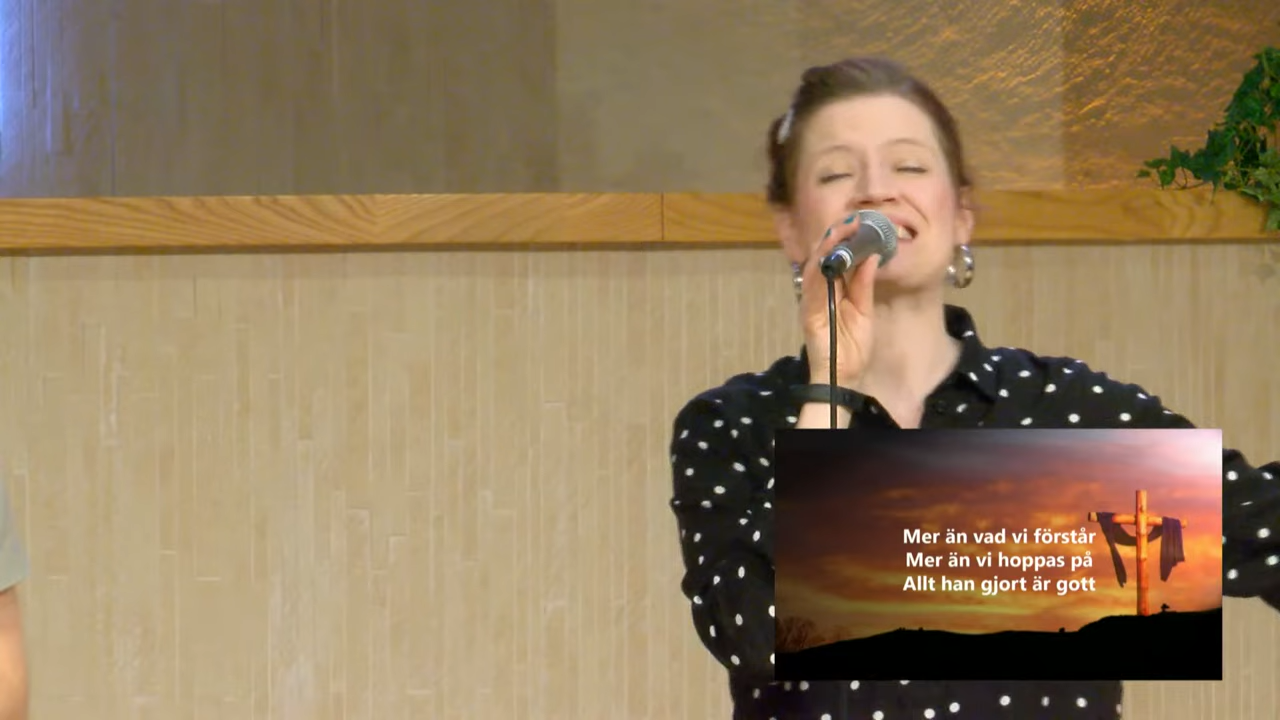 Mer än vad vi förstår
Mer än vi hoppas på
Allt han gjort är gott